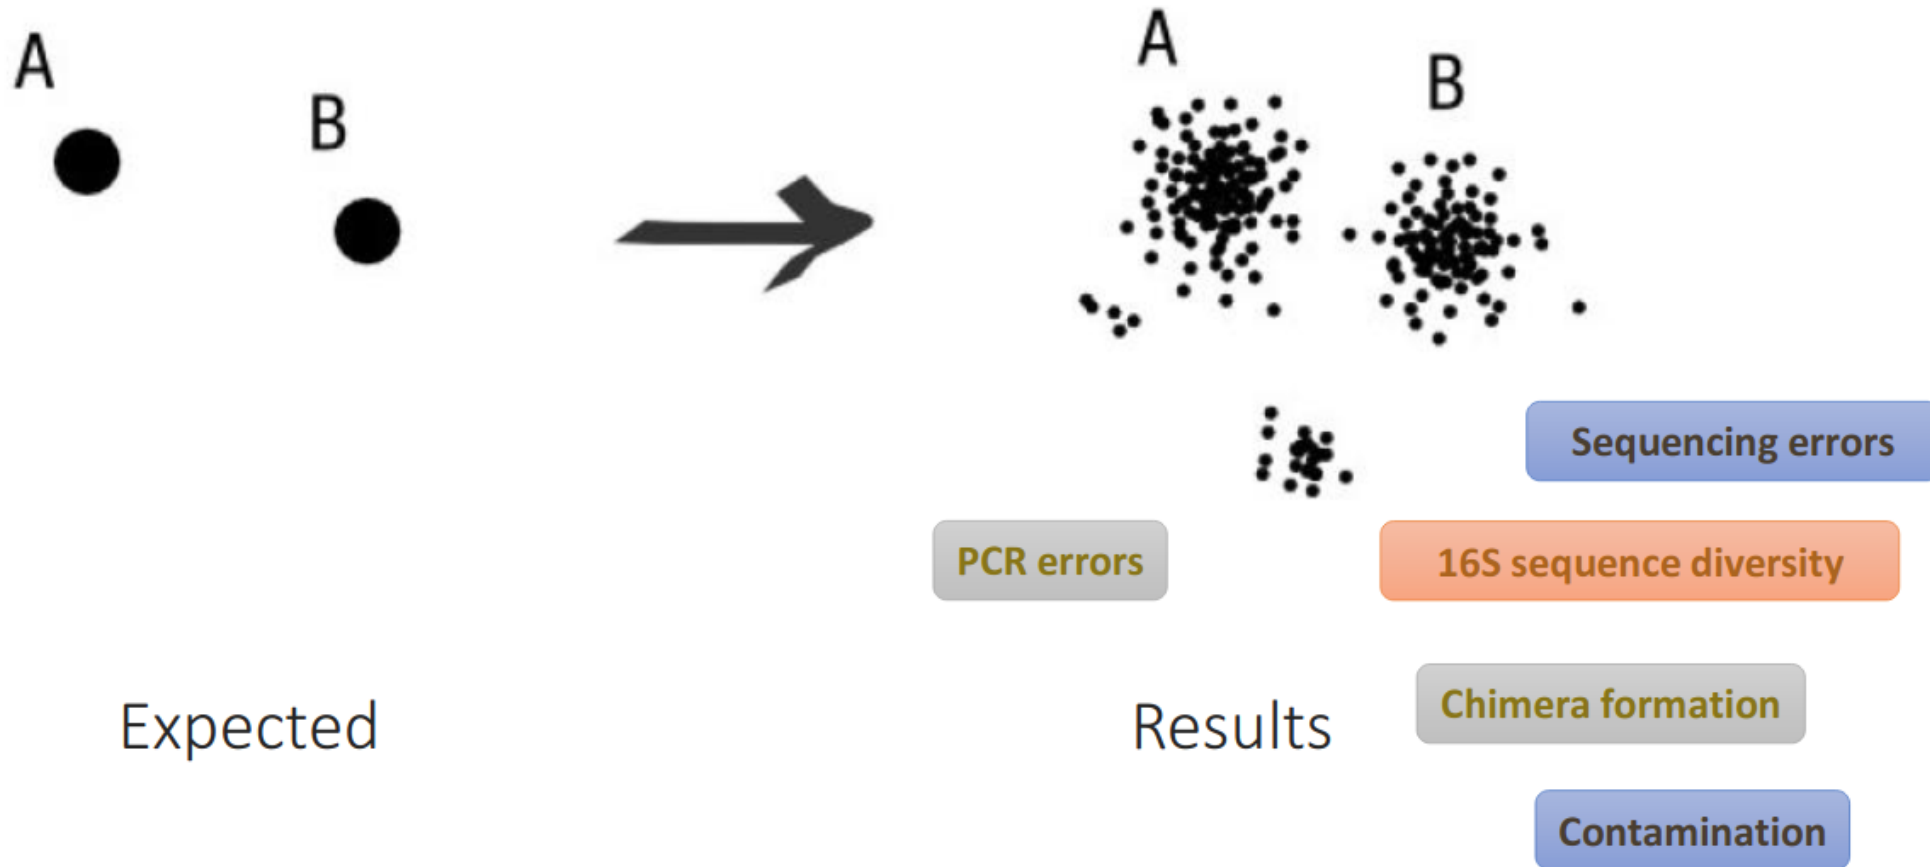 A
B
A
B
Sequencing errors
PCR errors
16S sequence diversity
Expected
Results
Chimera formation
Contamination